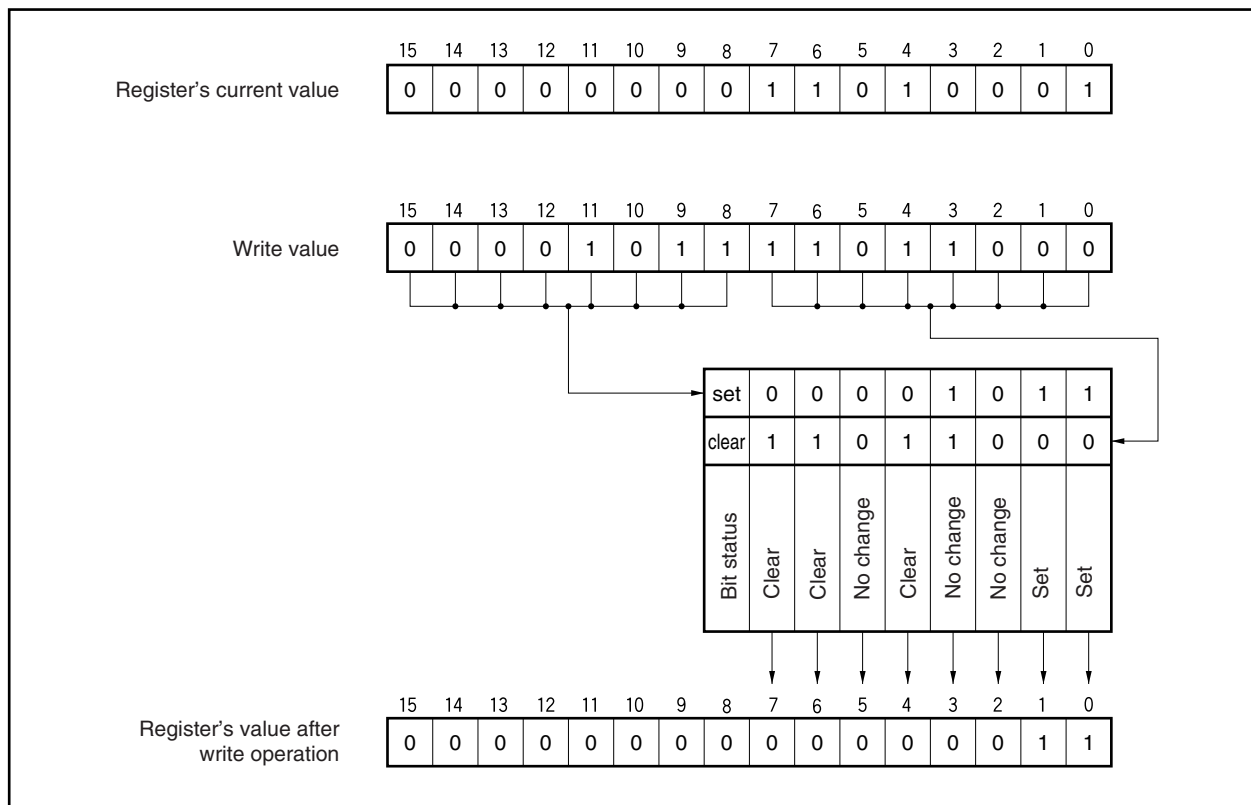 15 14 13 12 11 10 9 8 7 6 5 4 3 2 1 0
Register's current value 0 0 0 0 0 0 0 0 1 1 0 1 0 0 0 1
15 14 13 12 11 10 9 8 7 6 5 4 3 2 1 0
Write value 0 0 0 0 1 0 1 1 1 1 0 1 1 0 0 0
set 0 0 0 0 1 0 1 1
clear 1 1 0 1 1 0 0 0
Bit status Clear Clear No change Clear No change No change Set Set
15 14 13 12 11 10 9 8 7 6 5 4 3 2 1 0
Register's value after
write operation 0 0 0 0 0 0 0 0 0 0 0 0 0 0 1 1